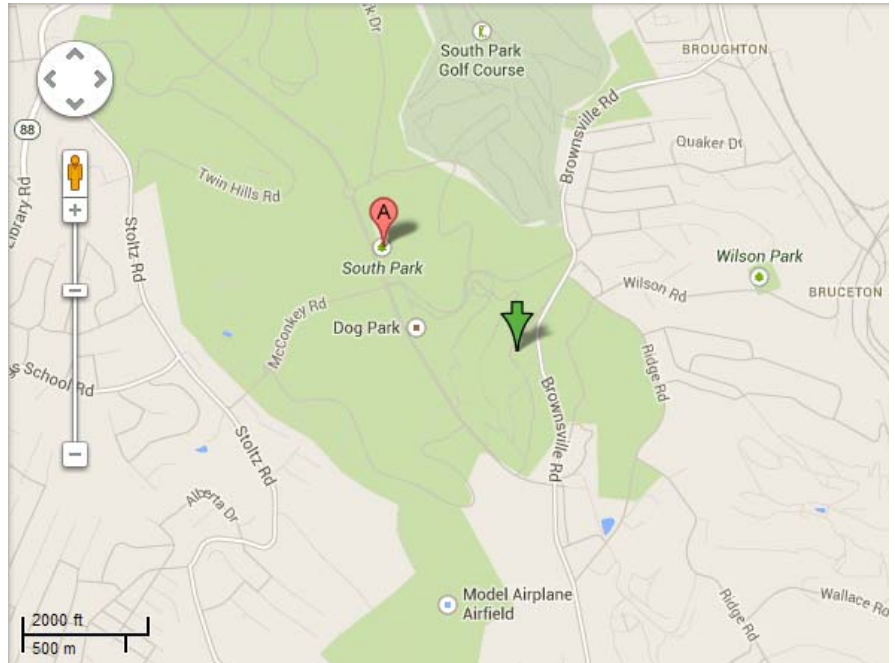 k Dr
South Park
Golf Course
BROUGHTON
Brownsville Rd
88
Quaker Dr
Twin Hills Rd
Library Rd
Stoltz Rd
A
South Park
Wilson Park
Wilson Rd
BRUCETON
McConkey Rd
Dog Park
Ridge Rd
s School Rd
Brownsville Rd
Stoltz Rd
Alberta Dr
Model Airplane
Airfield
Ridge Rd
Wallace Ro
2000 ft
500 m